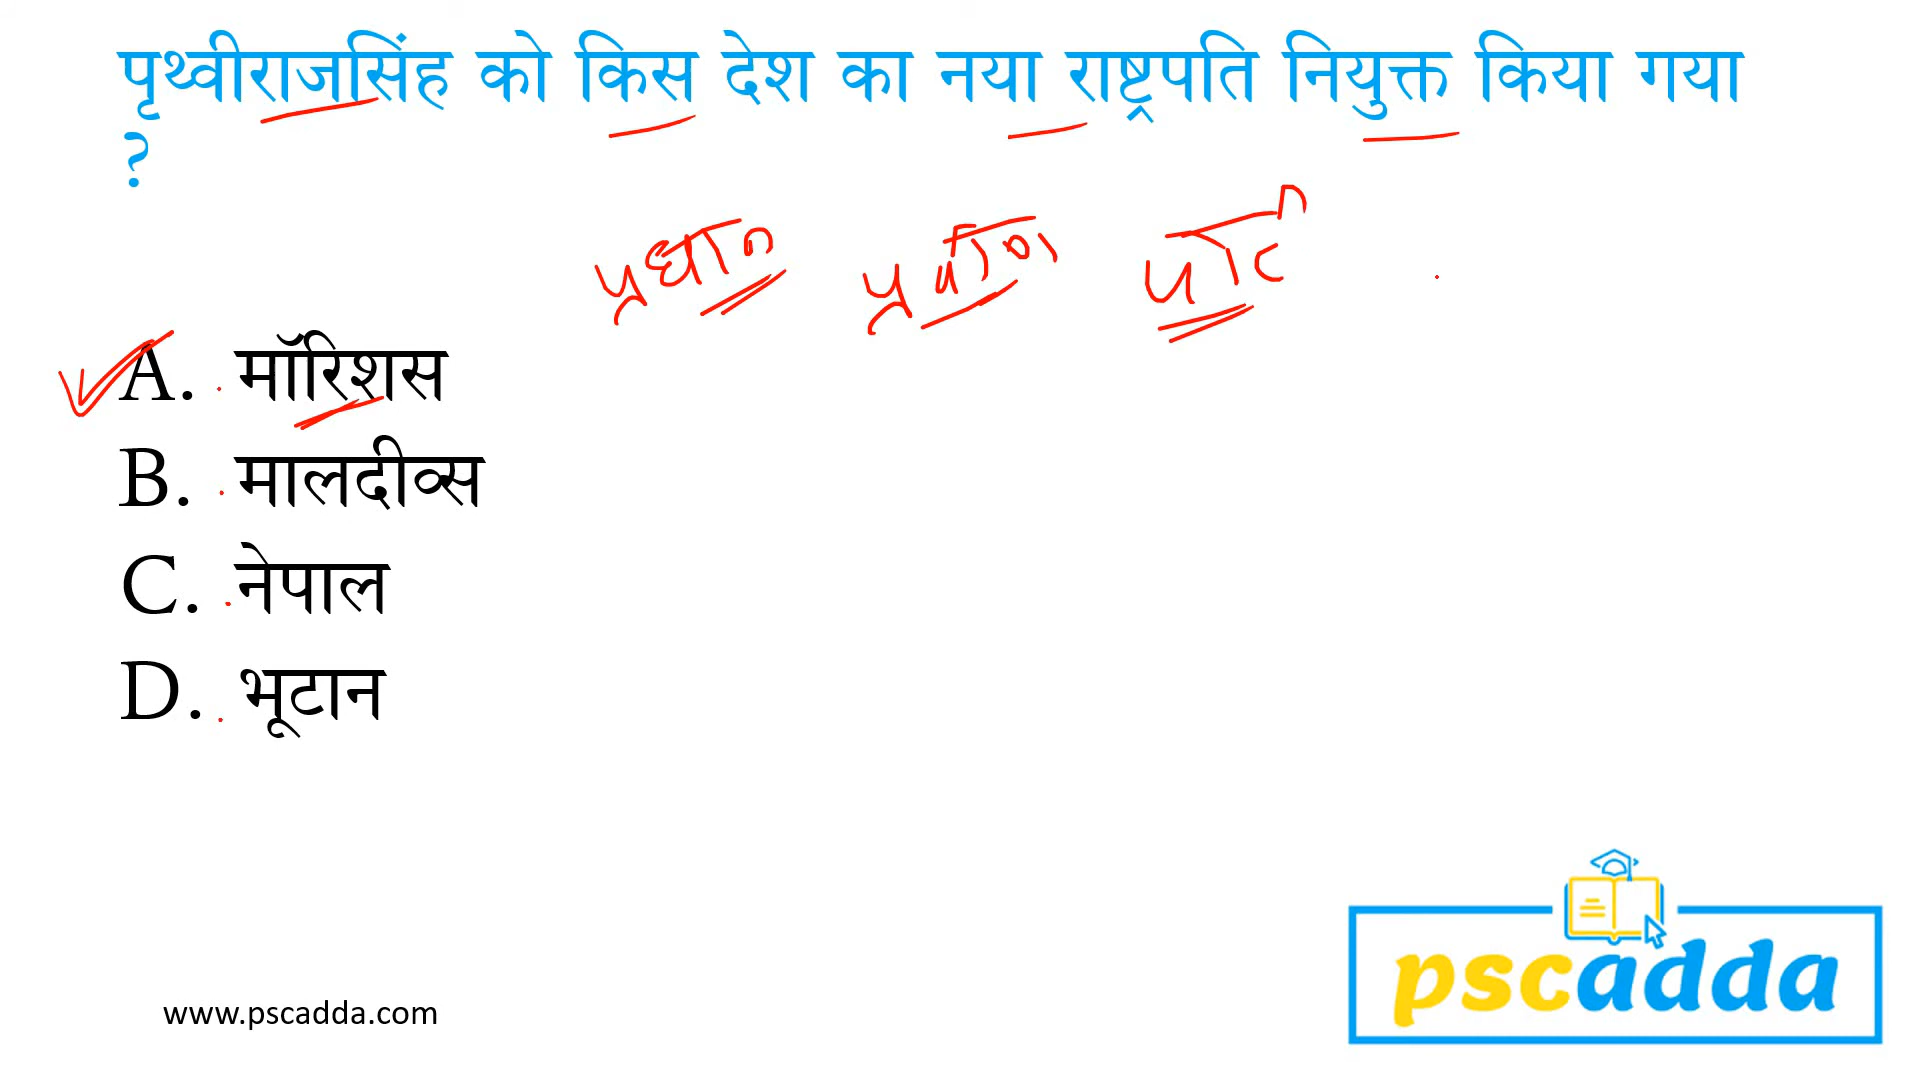 पृथ्वीराजसिंह को किस देश का नया राष्ट्रपति नियुक्त किया गया
?
प्रधान
A. मॉरिशस
B. मालदीव्स
C. नेपाल
D. भूटान
pscadda
www.pscadda.com